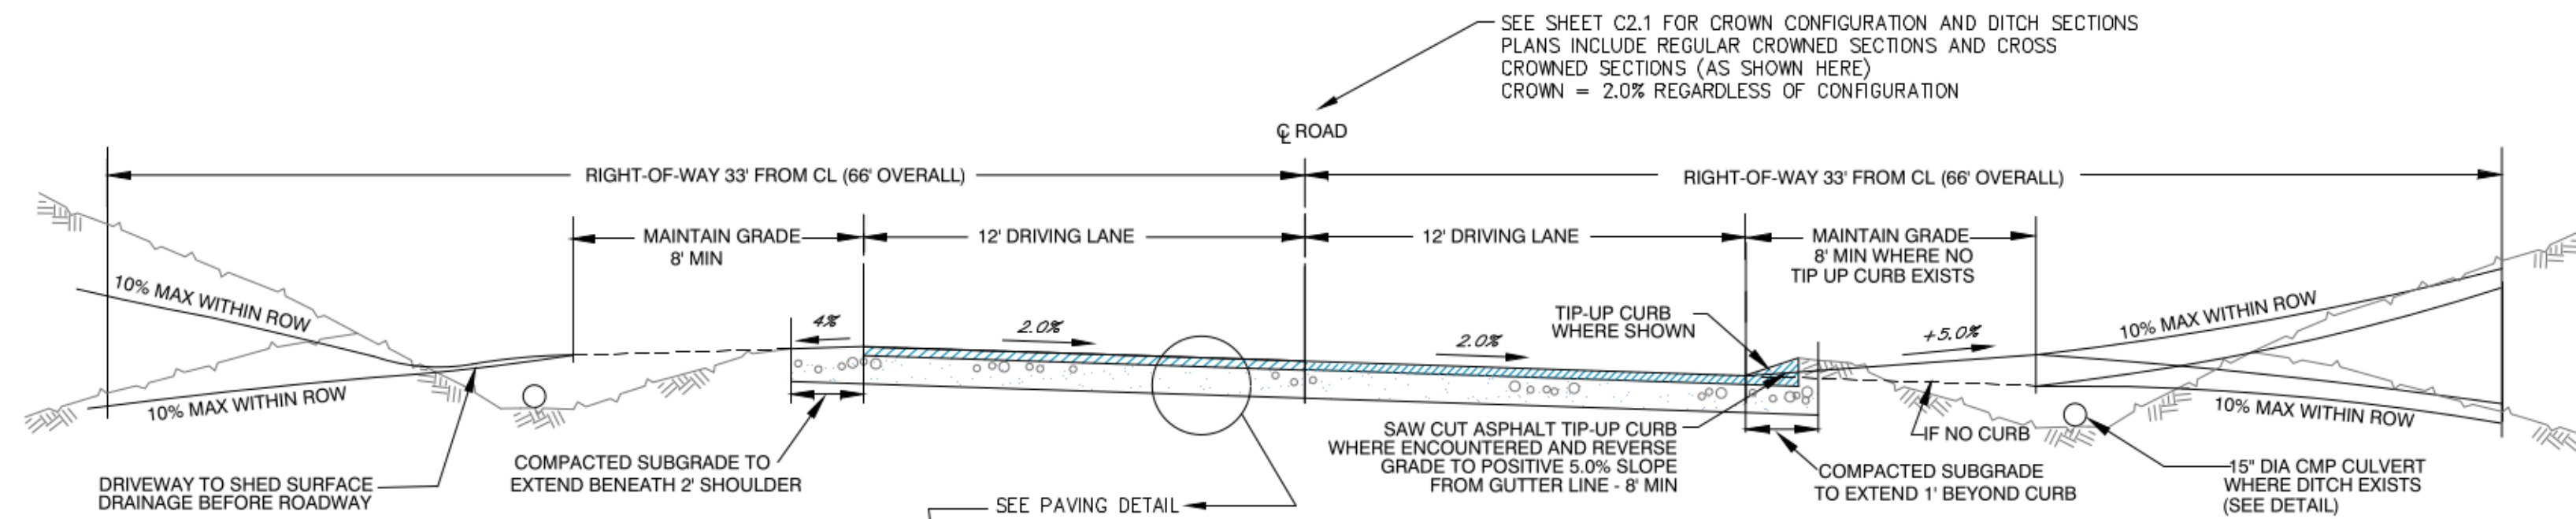 SEE SHEET C2.1 FOR CROWN CONFIGURATION AND DITCH SECTIONS
PLANS INCLUDE REGULAR CROWNED SECTIONS AND CROSS
CROWNED SECTIONS (AS SHOWN HERE)
CROWN = 2.0% REGARDLESS OF CONFIGURATION
℄ ROAD
RIGHT-OF-WAY 33' FROM CL (66' OVERALL)
RIGHT-OF-WAY 33' FROM CL (66' OVERALL)
MAINTAIN GRADE
8' MIN
12' DRIVING LANE
12' DRIVING LANE
MAINTAIN GRADE
8' MIN WHERE NO
TIP UP CURB EXISTS
10% MAX WITHIN ROW
10% MAX WITHIN ROW
4%
2.0%
2.0%
TIP-UP CURB
WHERE SHOWN
+5.0%
10% MAX WITHIN ROW
10% MAX WITHIN ROW
DRIVEWAY TO SHED SURFACE
DRAINAGE BEFORE ROADWAY
COMPACTED SUBGRADE TO
EXTEND BENEATH 2' SHOULDER
SEE PAVING DETAIL
SAW CUT ASPHALT TIP-UP CURB
WHERE ENCOUNTERED AND REVERSE
GRADE TO POSITIVE 5.0% SLOPE
FROM GUTTER LINE - 8' MIN
IF NO CURB
COMPACTED SUBGRADE
TO EXTEND 1' BEYOND CURB
15" DIA CMP CULVERT
WHERE DITCH EXISTS
(SEE DETAIL)